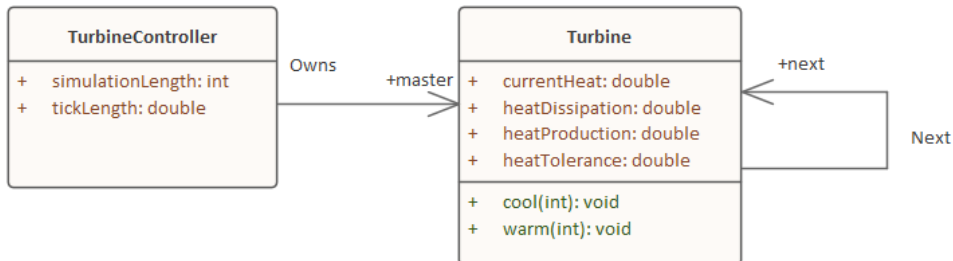 TurbineController
+ simulationLength: int
+ tickLength: double
Owns
+master
Turbine
+ currentHeat: double
+ heatDissipation: double
+ heatProduction: double
+ heatTolerance: double
+ cool(int): void
+ warm(int): void
+next
Next